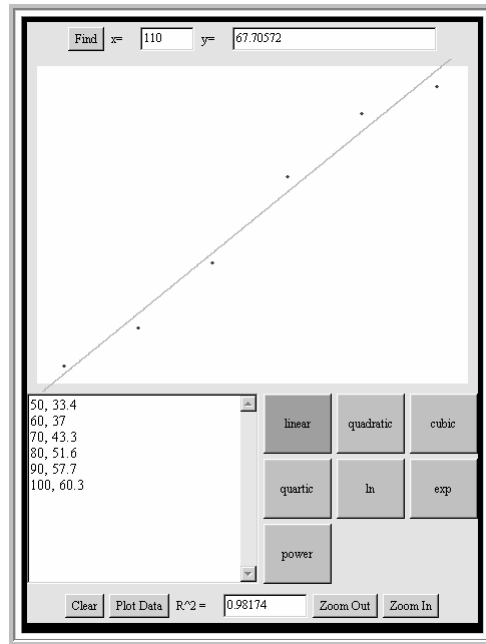 Find x= 110 y= 67.70572
50, 33.4
60, 37
70, 43.3
80, 51.6
90, 57.7
100, 60.3
linear quadratic cubic
quartic ln exp
power
Clear Plot Data R^2 = 0.98174 Zoom Out Zoom In